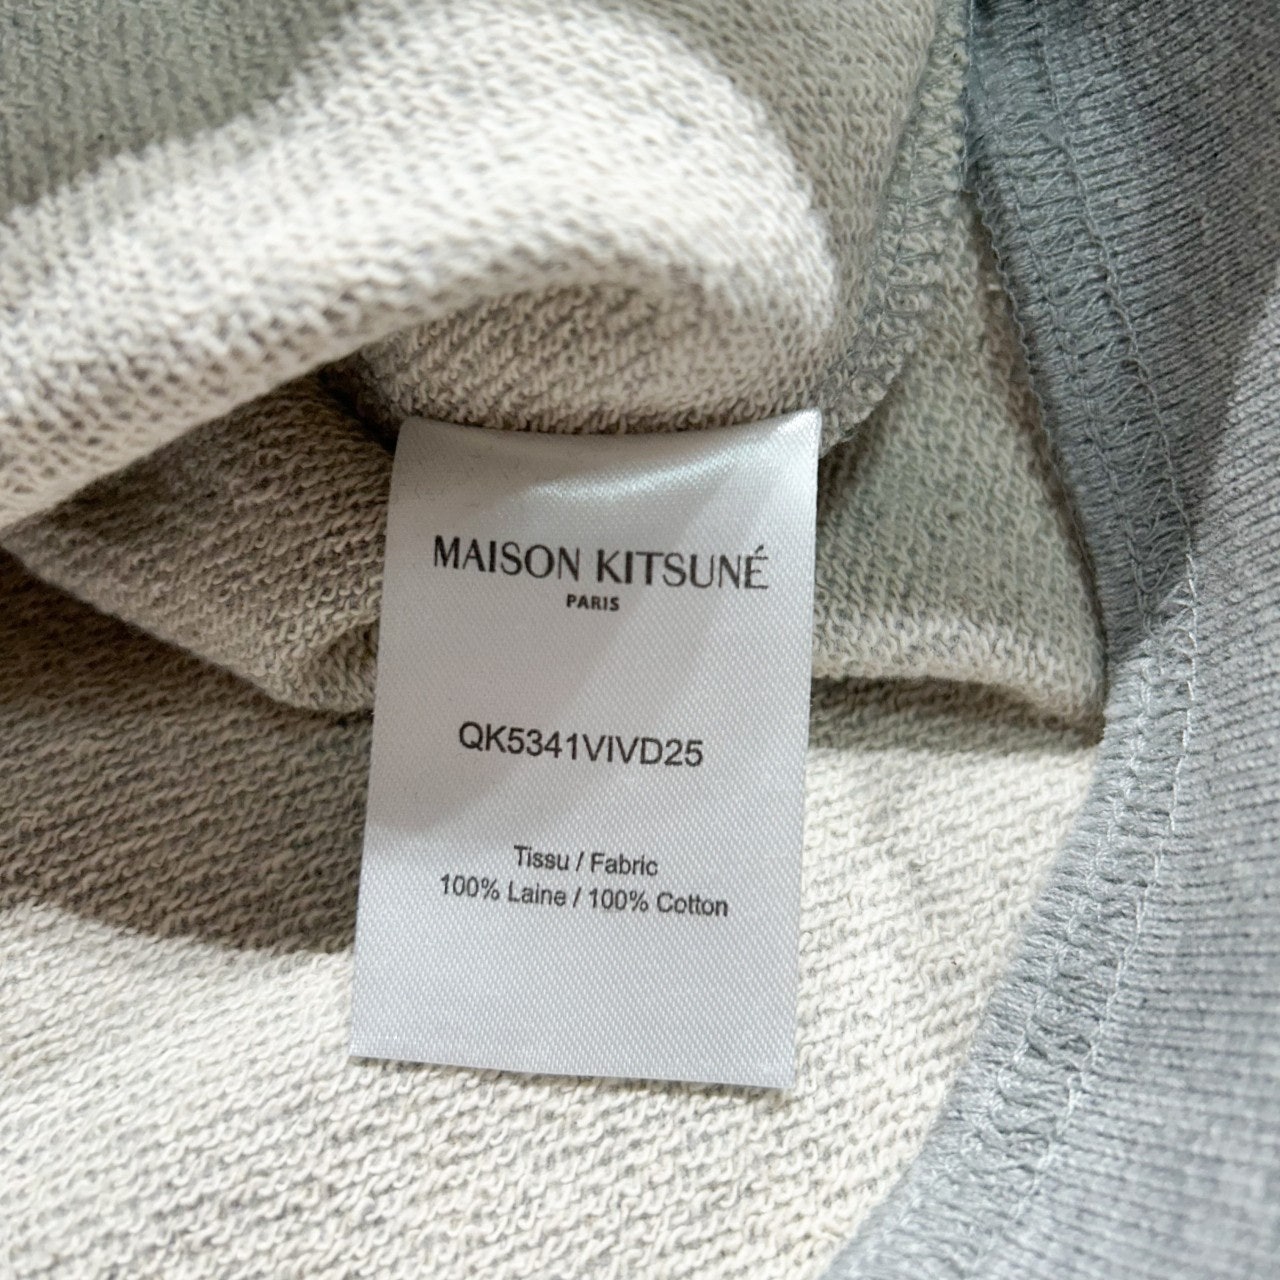 MAISON KITSUNÉ
PARIS
QK5341VIVD25
Tissu / Fabric
100% Laine / 100% Cotton